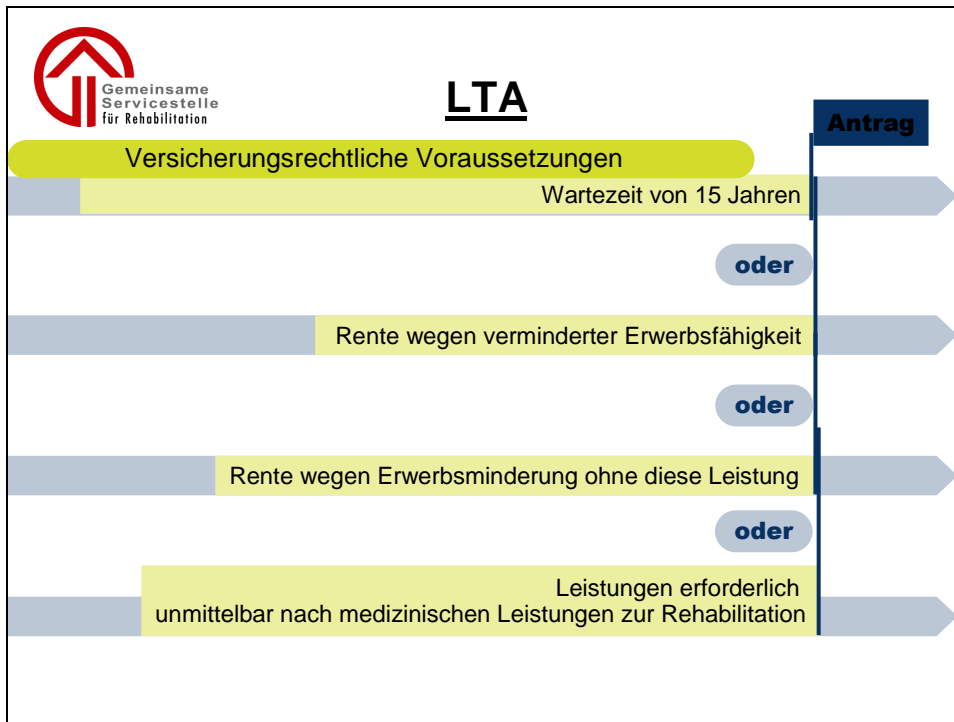 Gemeinsame
Servicestelle
für Rehabilitation
LTA
Antrag
Versicherungsrechtliche Voraussetzungen
Wartezeit von 15 Jahren
oder
Rente wegen verminderter Erwerbsfähigkeit
oder
Rente wegen Erwerbsminderung ohne diese Leistung
oder
Leistungen erforderlich
unmittelbar nach medizinischen Leistungen zur Rehabilitation